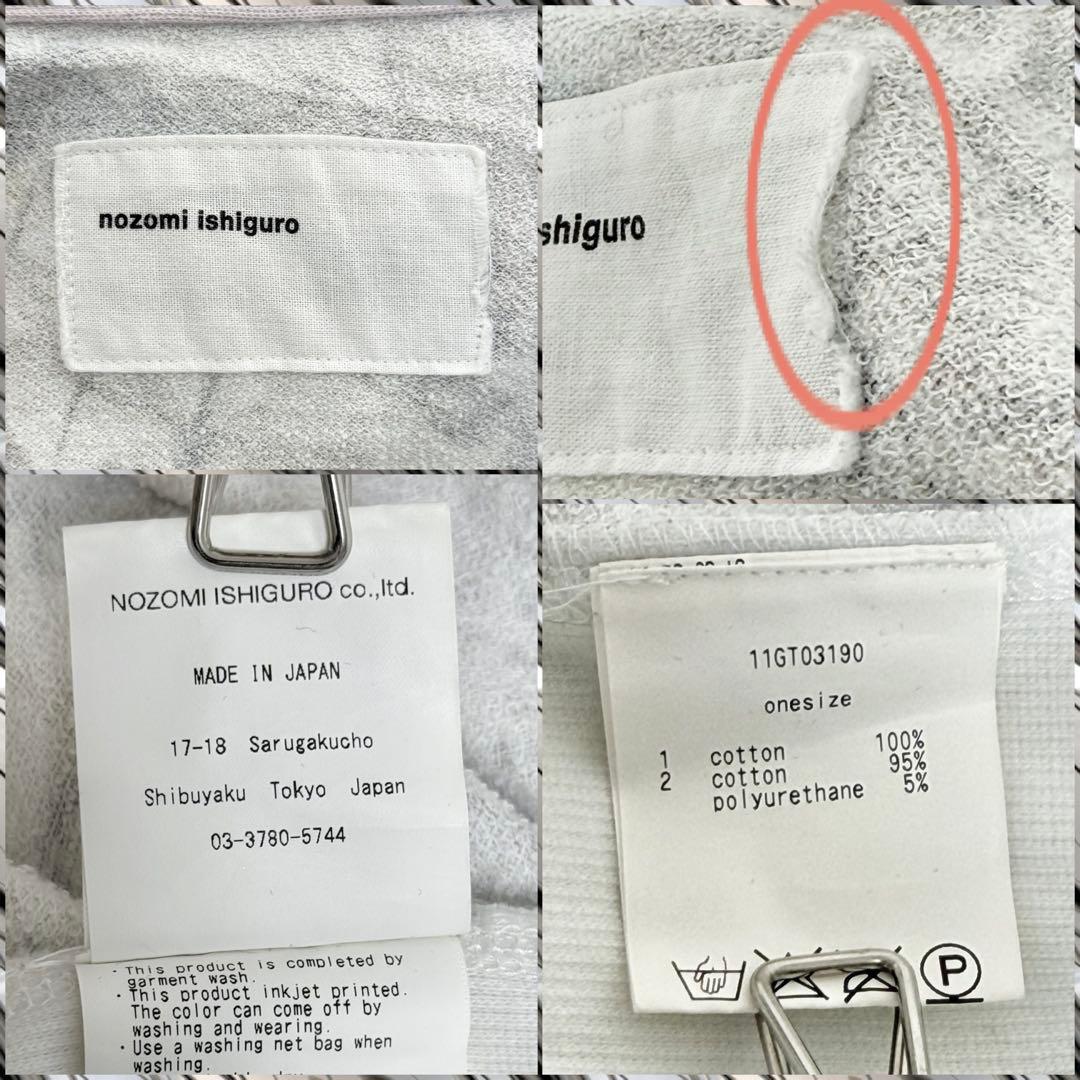 nozomi ishiguro
shiguro
NOZOMI ISHIGURO co.,ltd.
MADE IN JAPAN
17-18 Sarugakucho
Shibuyaku Tokyo Japan
03-3780-5744
・This product is completed by
garment wash.
・This product inkjet printed.
The color can come off by
washing and wearing.
・Use a washing net bag when
washing.
11GT03190
onesize
1 cotton 100%
2 cotton 95%
polyurethane 5%
P